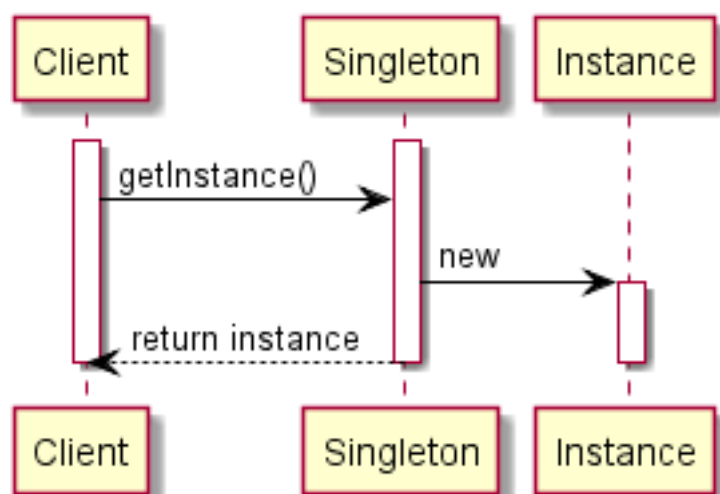 Client
Singleton
Instance
getInstance()
new
return instance
Client
Singleton
Instance